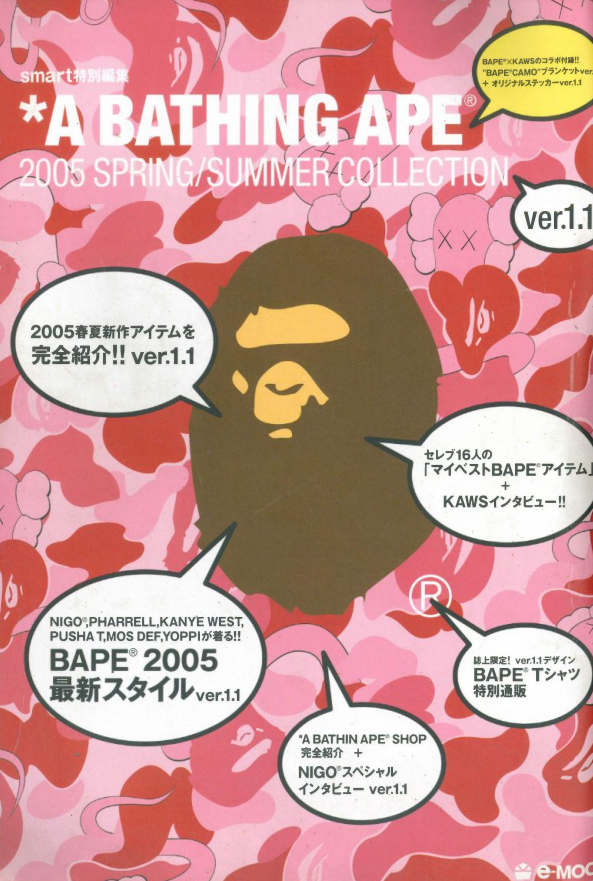 smart特別編集
*A BATHING APE®
2005 SPRING/SUMMER COLLECTION
BAPE®×KAWSのコラボ付録!!
"BAPE®CAMO"ブランケットver.
+ オリジナルステッカーver.1.1
ver.1.1
2005春夏新作アイテムを
完全紹介!! ver.1.1
セレブ16人の
「マイベストBAPE®アイテム」
+
KAWSインタビュー!!
NIGO®,PHARRELL,KANYE WEST,
PUSHA T,MOS DEF,YOPPIが着る!!
BAPE® 2005
最新スタイルver.1.1
®
誌上限定! ver.1.1デザイン
BAPE® Tシャツ
特別通販
*A BATHIN APE® SHOP
完全紹介 +
NIGO®スペシャル
インタビュー ver.1.1